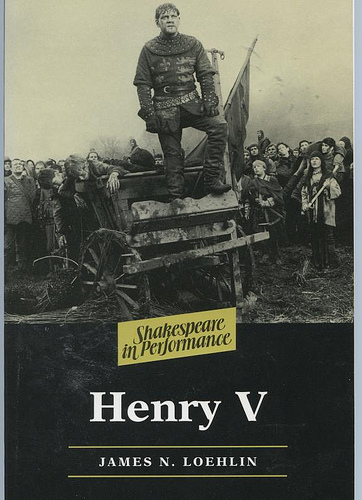 Shakespeare
in Performance
Henry V
JAMES N. LOEHLIN